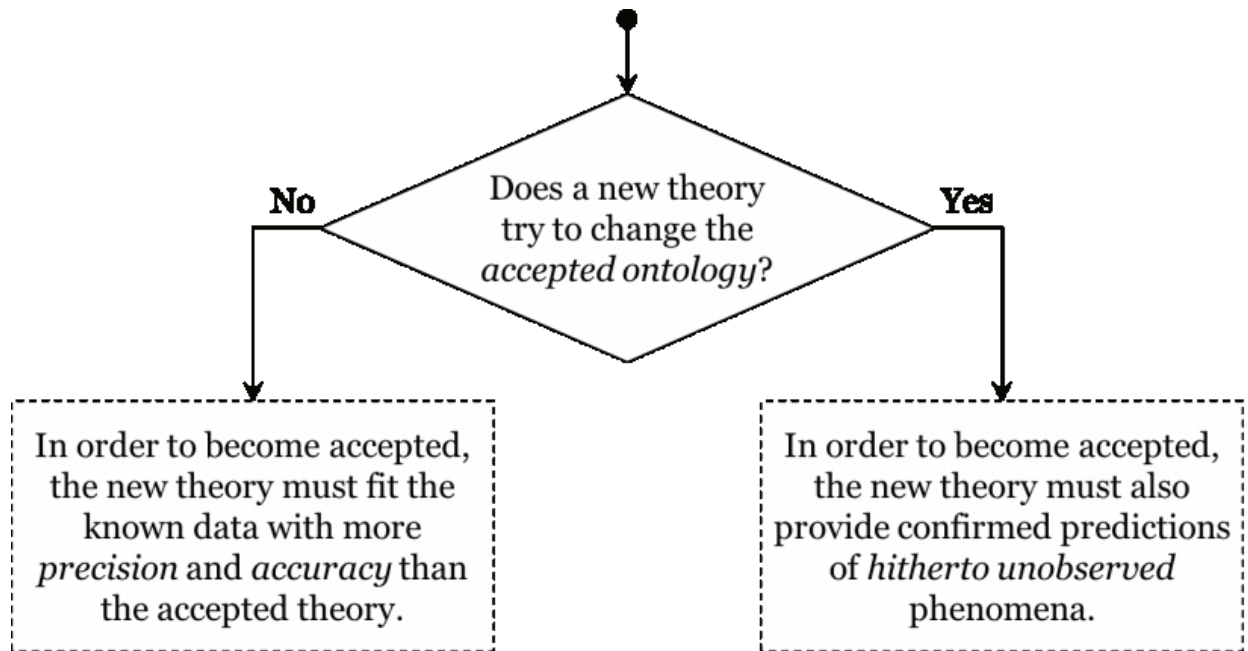 Does a new theory
try to change the
accepted ontology?
No
Yes
In order to become accepted,
the new theory must fit the
known data with more
precision and accuracy than
the accepted theory.
In order to become accepted,
the new theory must also
provide confirmed predictions
of hitherto unobserved
phenomena.